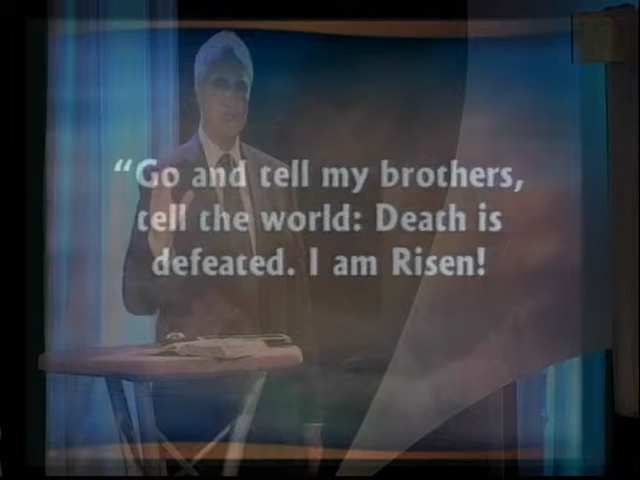 “Go and tell my brothers,
tell the world: Death is
defeated. I am Risen!